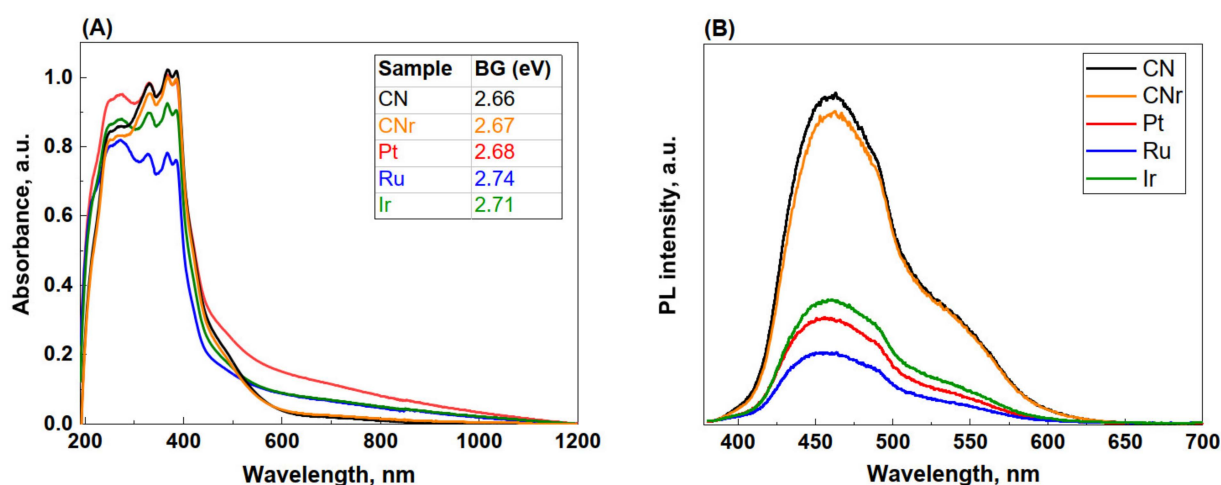 (A)
Absorbance, a.u.
1.0
0.8
0.6
0.4
0.2
0.0
200 400 600 800 1000 1200
Wavelength, nm
Sample BG (eV)
CN 2.66
CNr 2.67
Pt 2.68
Ru 2.74
Ir 2.71
(B)
PL intensity, a.u.
CN
CNr
Pt
Ru
Ir
400 450 500 550 600 650 700
Wavelength, nm